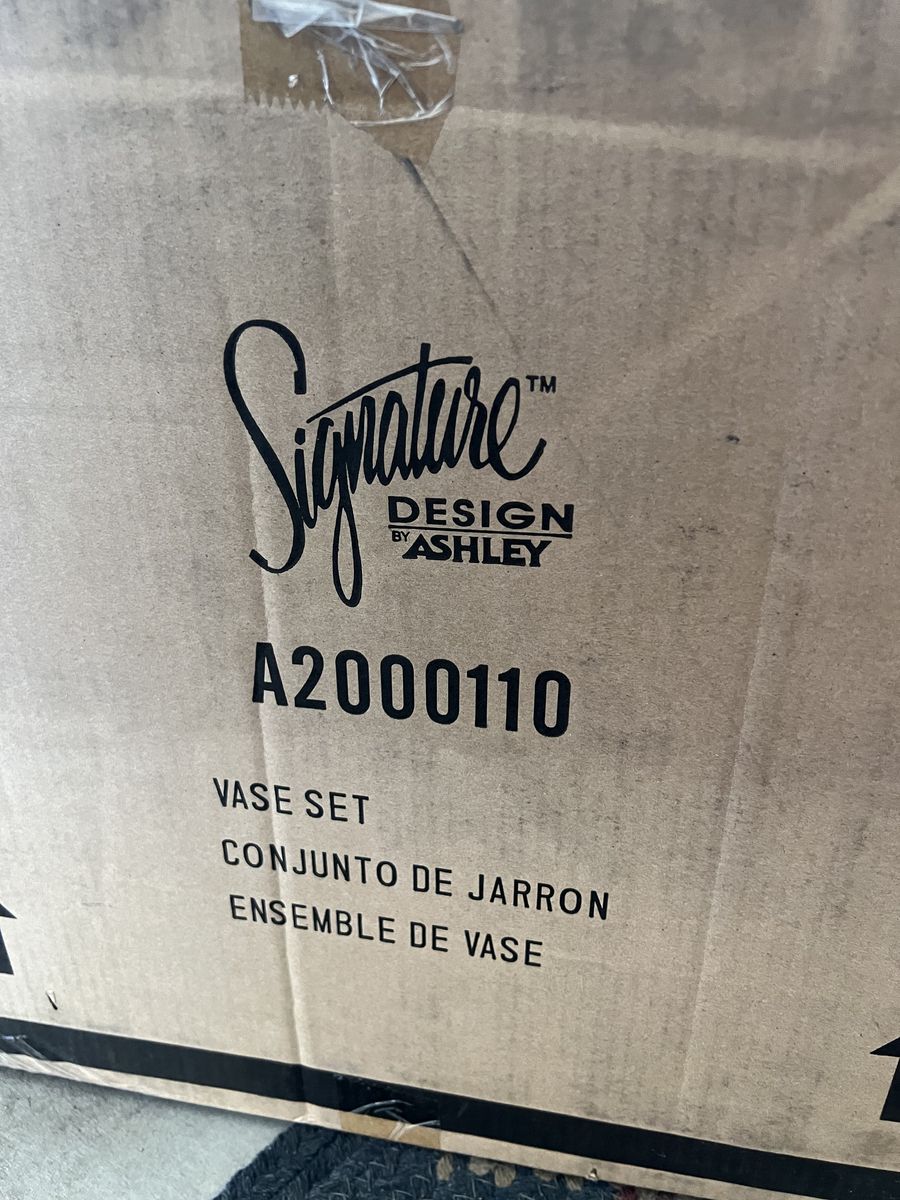 Signature™
DESIGN
BY ASHLEY
A2000110
VASE SET
CONJUNTO DE JARRON
ENSEMBLE DE VASE